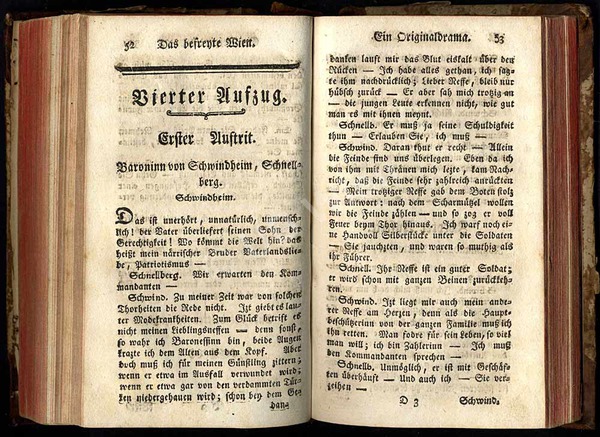 52 Das befreyte Wien.
Vierter Aufzug.
Erster Auftrit.
Baroninn von Schwindheim, Schnell-
berg.
Schwindheim.
Das ist unerhört, unnatürlich, unmensch-
lich! der Vater überliefert seinen Sohn der
Gerechtigkeit! Wo kömmt die Welt hin? das
heißt mein närrischer Bruder Vaterlandslie-
be, Patriotismus —
Schnellberg. Wir erwarten den Kom-
mandanten —
Schwind. Zu meiner Zeit war von solchen
Thorheiten die Rede nicht. Izt giebt es lau-
ter Modekrankheiten. Zum Glück betrift es
nicht meinen Lieblingsneffen — denn sonst,
so wahr ich Baronessinn bin, beide Augen
krazte ich dem Alten aus dem Kopf. Aber
doch muß ich für meinen Günstling zittern;
wenn er etwa im Ausfall verwundet wird;
wenn er etwa gar von den verdammten Tür-
ken niedergehauen wird; schon bey dem Ge-
dan-
Ein Originaldrama. 53
danken lauft mir das Blut eiskalt über den
Rücken — Ich habe alles gethan, ich sag-
te ihm nachdrücklich; Lieber Neffe, bleib nur
hübsch zurück — Er aber sah mich trotzig an
— die jungen Leute erkennen nicht, wie gut
man es mit ihnen meynt.
Schnellb. Er muß ja seine Schuldigkeit
thun — Erlauben Sie, ich muß —
Schwind. Daran thut er recht — Allein
die Feinde sind uns überlegen. Eben da ich
von ihm mit Thränen mich lezte, kam Nach-
richt, daß die Feinde sehr zahlreich anrückten
— Mein trotziger Neffe gab dem Boten stolz
zur Antwort: nach dem Scharmützel wollen
wir die Feinde zählen — und so zog er voll
Feuer beym Thor hinaus. Ich warf noch ei-
ne Handvoll Silberstücke unter die Soldaten
— Sie jauchzten, und waren so muthig als
ihr Führer.
Schnell. Ihr Neffe ist ein guter Soldat;
er wird schon mit ganzen Beinen zurückkeh-
ren.
Schwind. Izt liegt mir auch mein ande-
rer Neffe am Herzen, denn als die Haupt-
beschützerinn von der ganzen Familie muß ich
ihn retten. Man fodre für sein Leben, so viel
man will; ich bin Zahlerinn — Ich muß
den Kommandanten sprechen —
Schnellb. Unmöglich, er ist mit Geschäf-
ten überhäuft — Und auch ich — Sie ver-
zeihen —
D 3 Schwind.